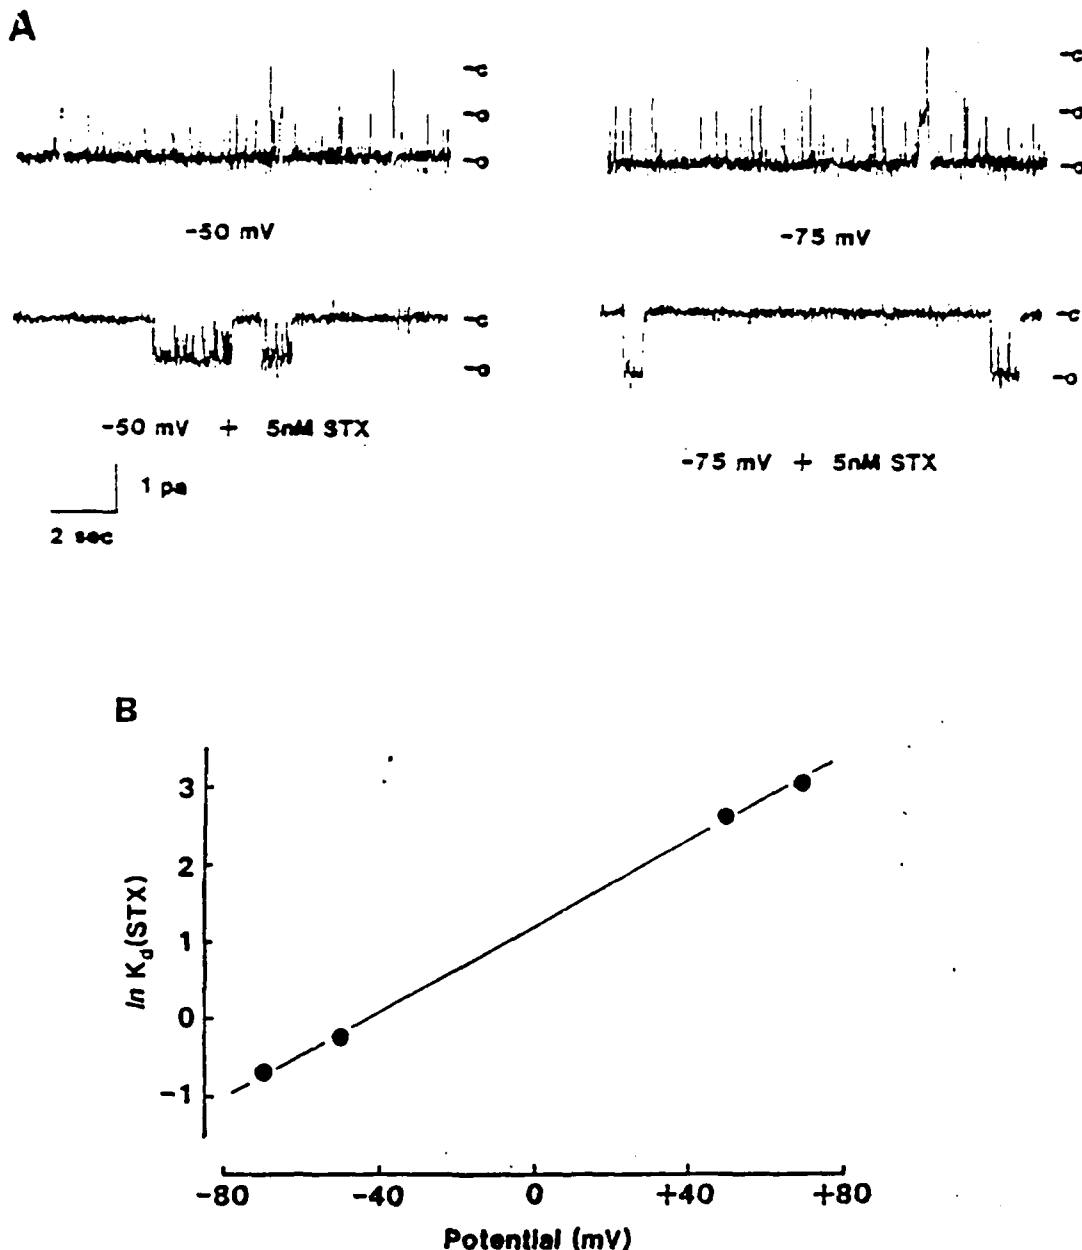 A
-c
-o
-o
-c
-o
-o
-50 mV
-75 mV
-c
-o
-c
-o
-50 mV + 5nM STX
-75 mV + 5nM STX
1 pa
2 sec
B
3
2
1
0
-1
ln Kd(STX)
-80 -40 0 +40 +80
Potential (mV)